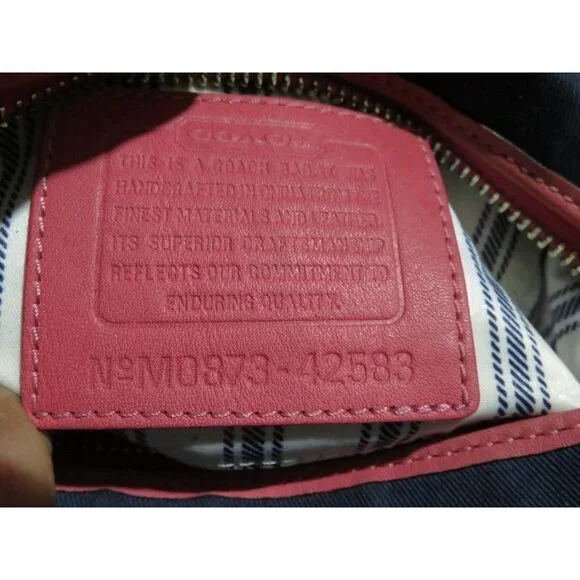 COACH
THIS IS A COACH BAG. IT WAS
HANDCRAFTED IN CHINA FROM THE
FINEST MATERIALS AND LEATHER.
ITS SUPERIOR CRAFTSMANSHIP
REFLECTS OUR COMMITMENT TO
ENDURING QUALITY.
NºM0873-42583